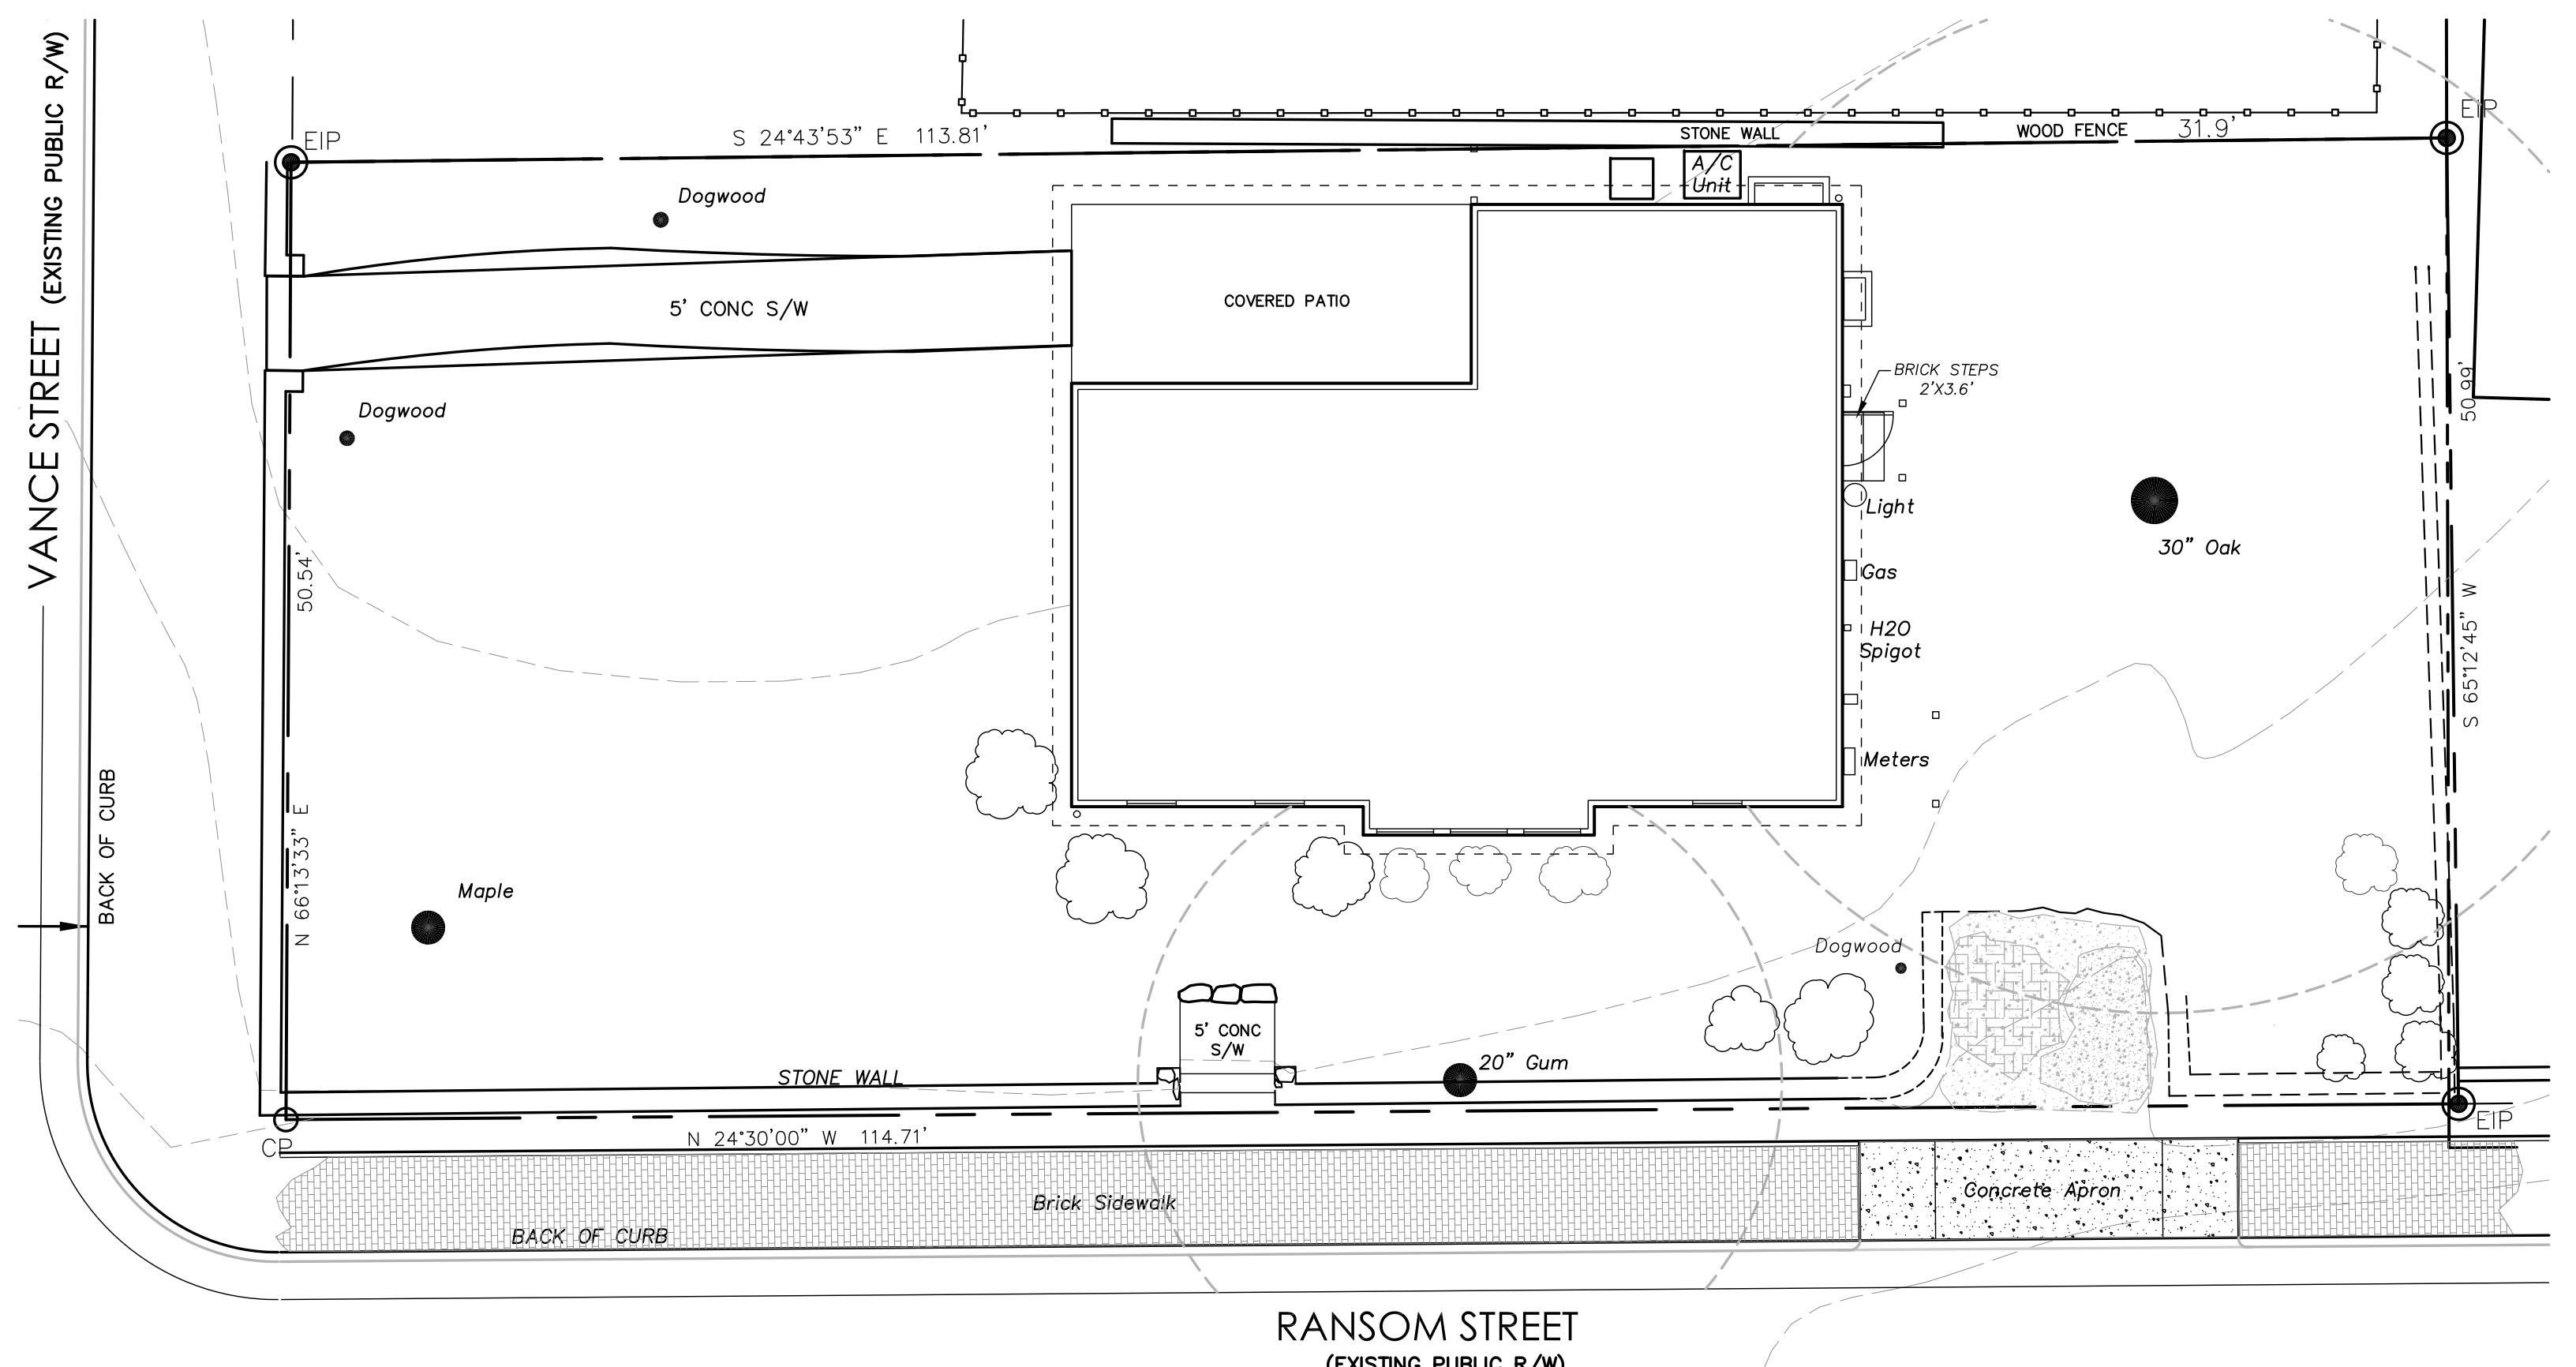 VANCE STREET (EXISTING PUBLIC R/W)
BACK OF CURB
EIP
S 24°43'53" E 113.81'
STONE WALL
WOOD FENCE
31.9'
EIP
A/C
Unit
Dogwood
5' CONC S/W
COVERED PATIO
Dogwood
BRICK STEPS
2'X3.6'
50.99'
Light
30" Oak
50.54'
Gas
H2O
Spigot
S 65°12'45" W
Meters
N 66°13'33" E
Maple
Dogwood
5' CONC
S/W
20" Gum
STONE WALL
EIP
CP
N 24°30'00" W 114.71'
Brick Sidewalk
Concrete Apron
BACK OF CURB
RANSOM STREET
(EXISTING PUBLIC R/W)